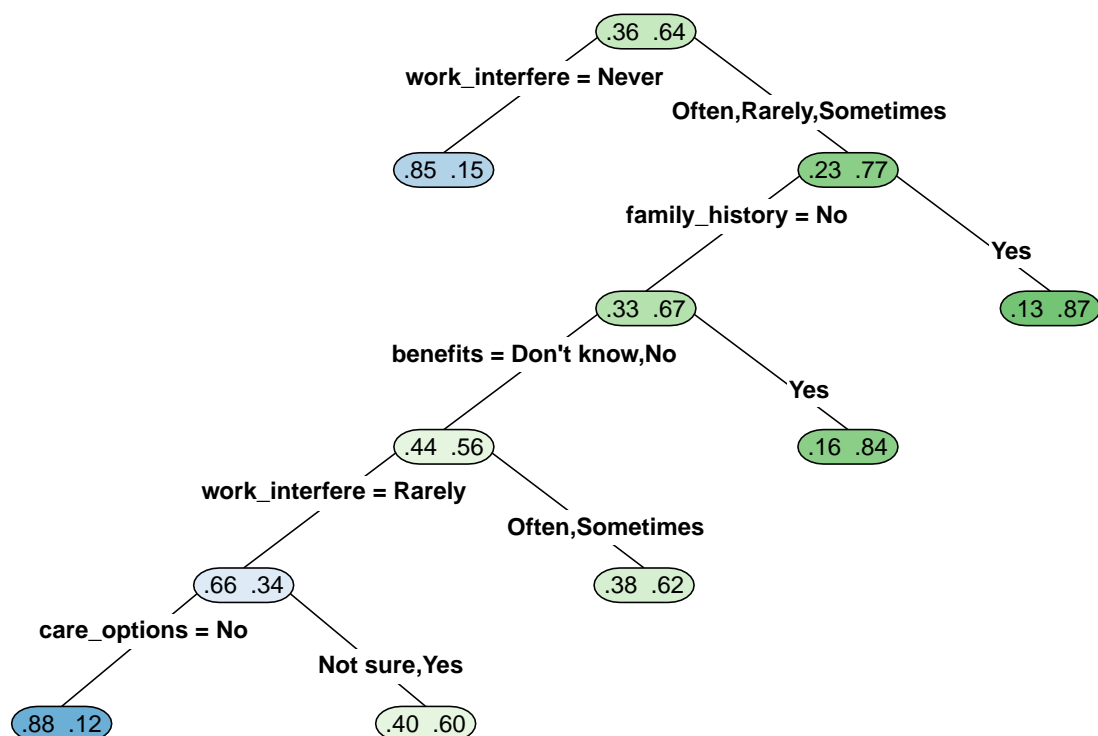 .36 .64
work_interfere = Never
Often,Rarely,Sometimes
.85 .15
.23 .77
family_history = No
Yes
.33 .67
.13 .87
benefits = Don't know,No
Yes
.44 .56
.16 .84
work_interfere = Rarely
Often,Sometimes
.66 .34
.38 .62
care_options = No
Not sure,Yes
.88 .12
.40 .60